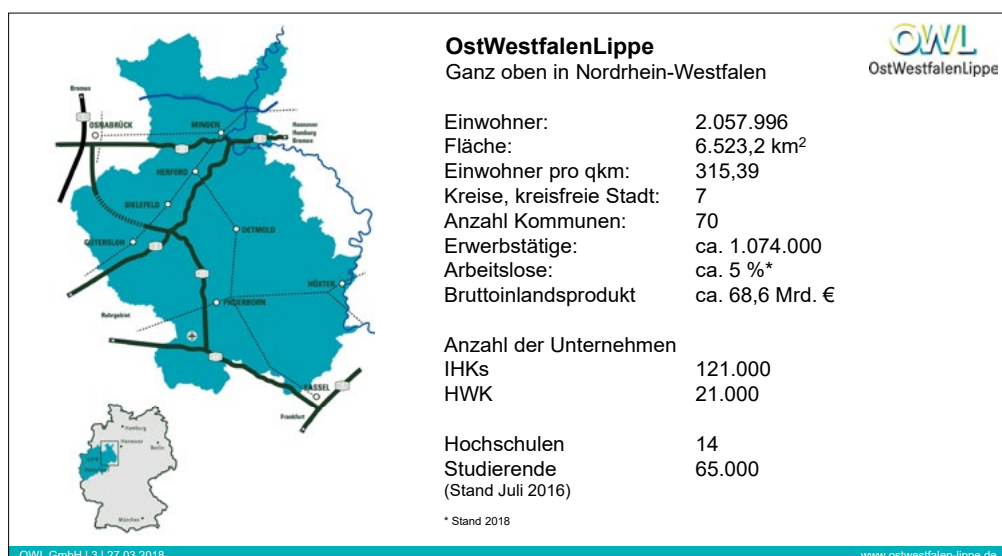 OstWestfalenLippe
Ganz oben in Nordrhein-Westfalen
OWL
OstWestfalenLippe
Einwohner: 2.057.996
Fläche: 6.523,2 km²
Einwohner pro qkm: 315,39
Kreise, kreisfreie Stadt: 7
Anzahl Kommunen: 70
Erwerbstätige: ca. 1.074.000
Arbeitslose: ca. 5 %*
Bruttoinlandsprodukt ca. 68,6 Mrd. €
Anzahl der Unternehmen
IHKs 121.000
HWK 21.000
Hochschulen 14
Studierende 65.000
(Stand Juli 2016)
* Stand 2018
Bremen
OSNABRÜCK
MINDEN
Hannover
Hamburg
Bremen
HERFORD
BIELEFELD
GÜTERSLOH
DETMOLD
HÖXTER
PADERBORN
Ruhrgebiet
KASSEL
Frankfurt
Hamburg
Hannover
Berlin
München
OWL GmbH | 3 | 27.03.2018
www.ostwestfalen-lippe.de